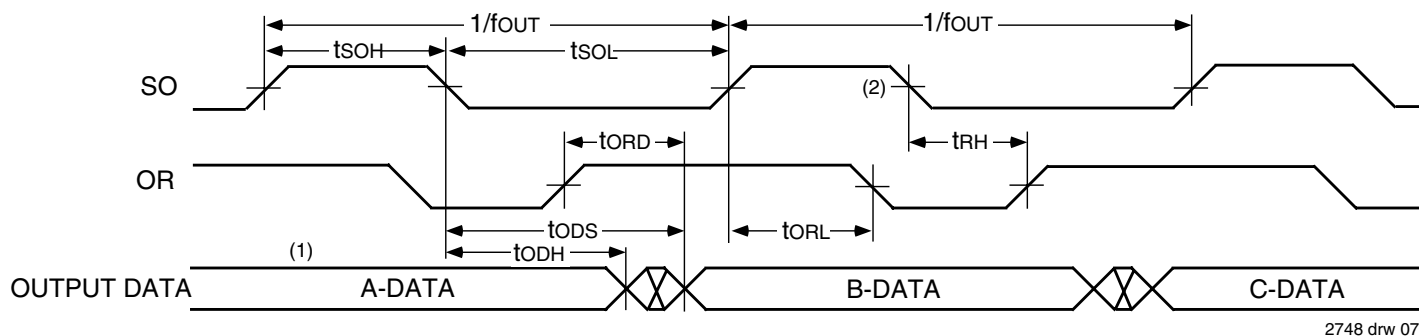 1/fOUT 1/fOUT
tSOH tSOL
SO (2)
tORD tRH
OR
tODS tORL
tODH
(1)
OUTPUT DATA A-DATA B-DATA C-DATA
2748 drw 07